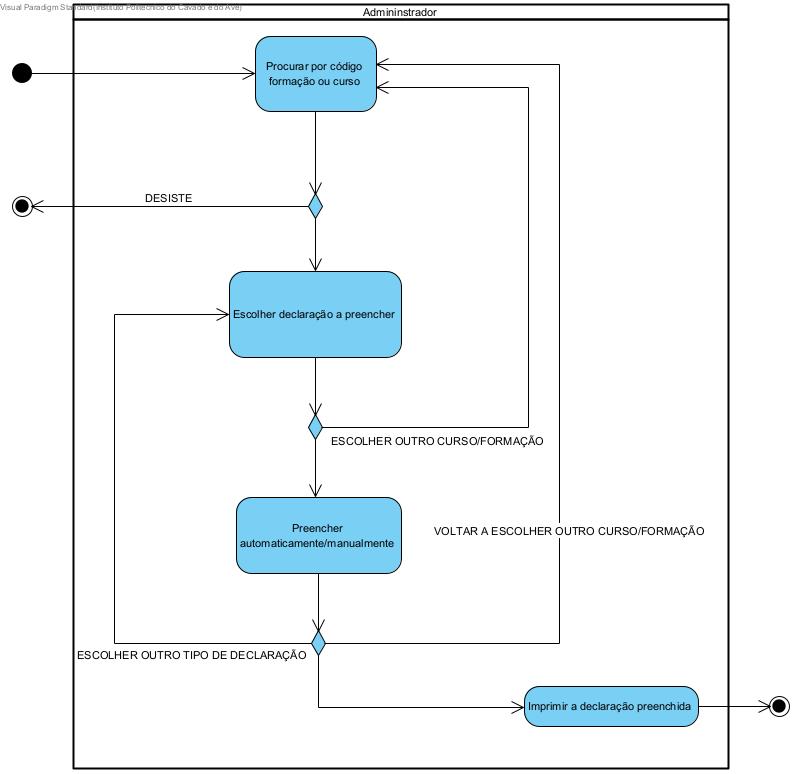 Visual Paradigm Standard(Instituto Politécnico do Cávado e do Ave)
Admininstrador
Procurar por código
formação ou curso
DESISTE
Escolher declaração a preencher
ESCOLHER OUTRO CURSO/FORMAÇÃO
Preencher
automaticamente/manualmente
VOLTAR A ESCOLHER OUTRO CURSO/FORMAÇÃO
ESCOLHER OUTRO TIPO DE DECLARAÇÃO
Imprimir a declaração preenchida